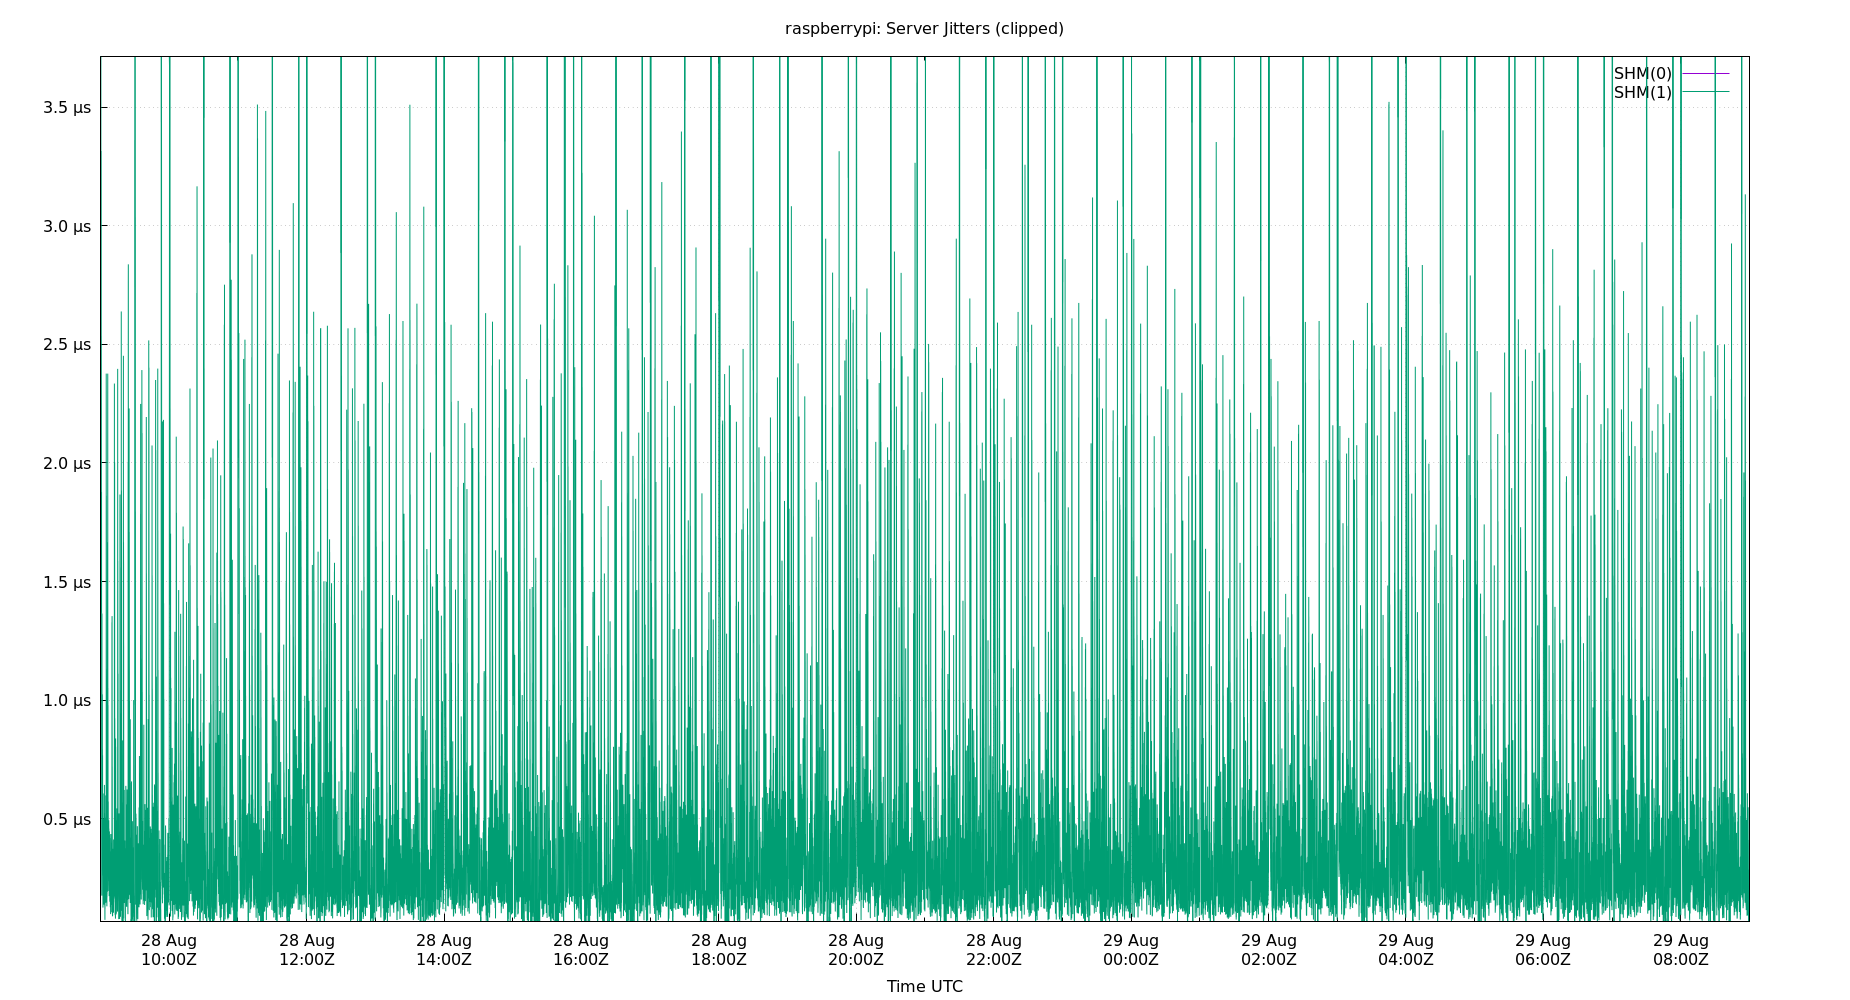 raspberrypi: Server Jitters (clipped)
SHM(0)
SHM(1)
3.5 µs
3.0 µs
2.5 µs
2.0 µs
1.5 µs
1.0 µs
0.5 µs
28 Aug 28 Aug 28 Aug 28 Aug 28 Aug 28 Aug 28 Aug 29 Aug 29 Aug 29 Aug 29 Aug 29 Aug
10:00Z 12:00Z 14:00Z 16:00Z 18:00Z 20:00Z 22:00Z 00:00Z 02:00Z 04:00Z 06:00Z 08:00Z
Time UTC